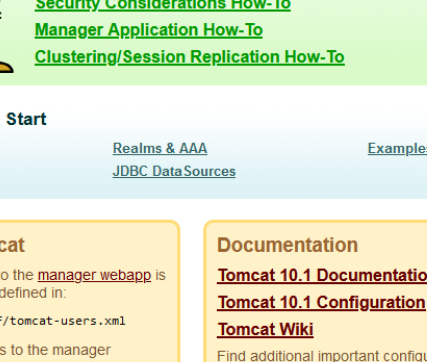 Security Considerations How-To
Manager Application How-To
Clustering/Session Replication How-To
Start
Realms & AAA
JDBC DataSources
Examples
cat
Documentation
to the manager webapp is
defined in:
/tomcat-users.xml
s to the manager
Tomcat 10.1 Documentatio
Tomcat 10.1 Configuration
Tomcat Wiki
Find additional important configu